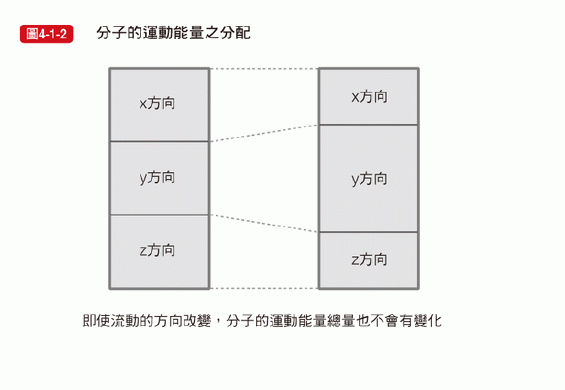 圖4-1-2 分子的運動能量之分配
x方向 x方向
y方向 y方向
z方向 z方向
即使流動的方向改變，分子的運動能量總量也不會有變化